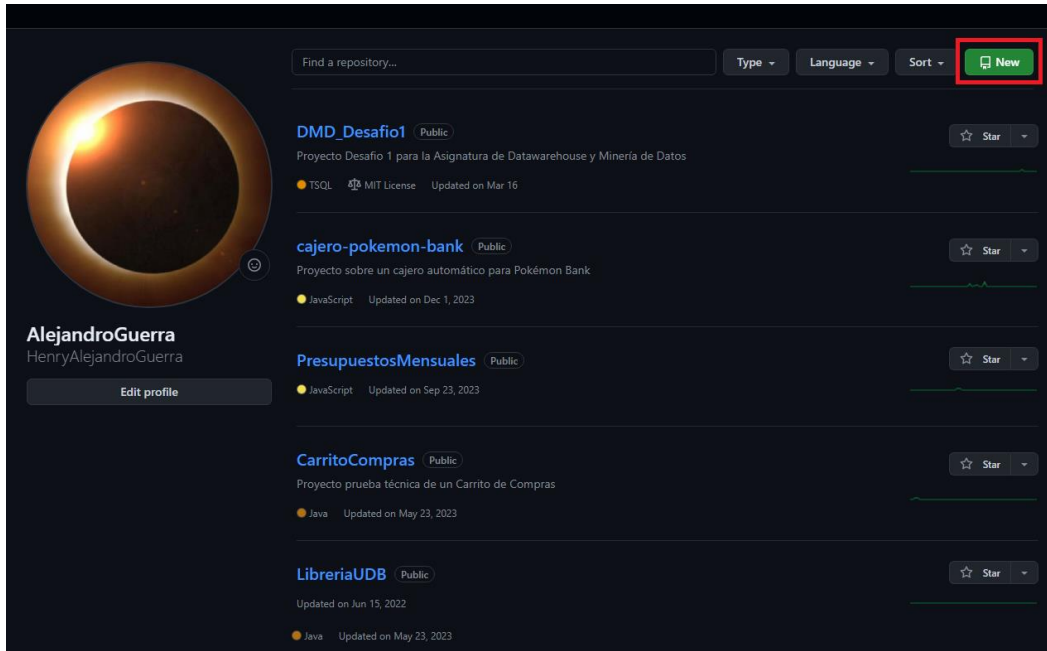 Find a repository...
Type
Language
Sort
New
DMD_Desafio1 Public
Star
Proyecto Desafio 1 para la Asignatura de Datawarehouse y Minería de Datos
TSQL MIT License Updated on Mar 16
cajero-pokemon-bank Public
Star
Proyecto sobre un cajero automático para Pokémon Bank
JavaScript Updated on Dec 1, 2023
AlejandroGuerra
HenryAlejandroGuerra
Edit profile
PresupuestosMensuales Public
Star
JavaScript Updated on Sep 23, 2023
CarritoCompras Public
Star
Proyecto prueba técnica de un Carrito de Compras
Java Updated on May 23, 2023
LibreriaUDB Public
Star
Updated on Jun 15, 2022
Java Updated on May 23, 2023